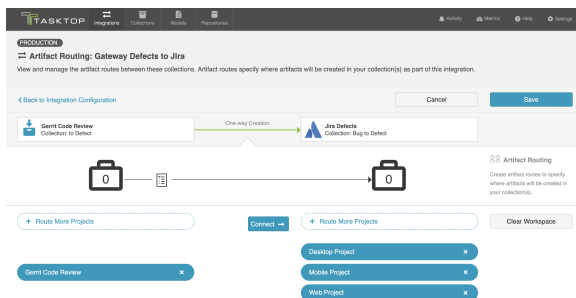 TASKTOP
Integrations
Collections
Models
Repositories
Activity
Metrics
Help
Settings
PRODUCTION
Artifact Routing: Gateway Defects to Jira
View and manage the artifact routes between these collections. Artifact routes specify where artifacts will be created in your collection(s) as part of this integration.
Back to Integration Configuration
Cancel
Save
Gerrit Code Review
Collection: to Defect
One-way Creation
Jira Defects
Collection: Bug to Defect
0
0
Artifact Routing
Create artifact routes to specify
where artifacts will be created in
your collection(s).
+ Route More Projects
Connect →
+ Route More Projects
Clear Workspace
Desktop Project ×
Gerrit Code Review ×
Mobile Project ×
Web Project ×